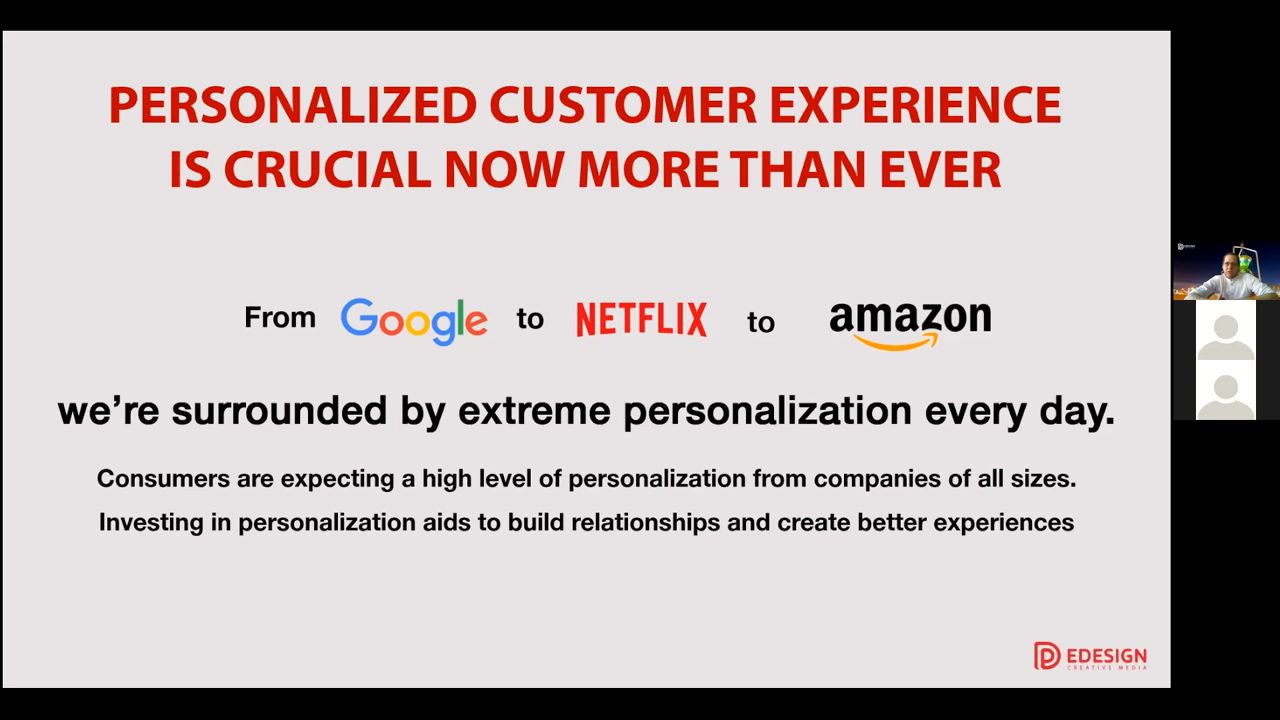 PERSONALIZED CUSTOMER EXPERIENCE
IS CRUCIAL NOW MORE THAN EVER
From Google to NETFLIX to amazon
we're surrounded by extreme personalization every day.
Consumers are expecting a high level of personalization from companies of all sizes.
Investing in personalization aids to build relationships and create better experiences
EDESIGN
CREATIVE MEDIA